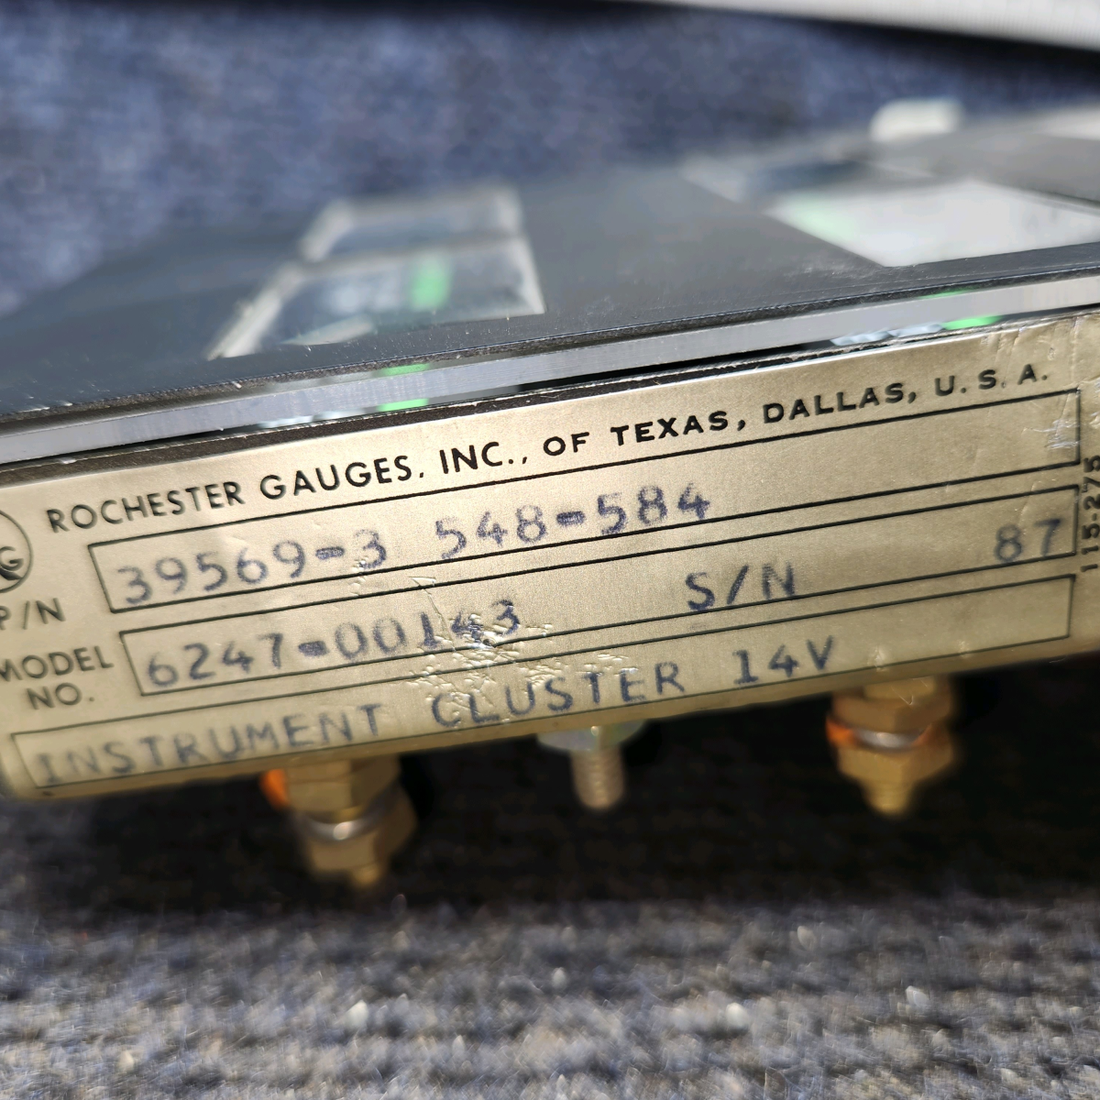 ROCHESTER GAUGES, INC., OF TEXAS, DALLAS, U.S.A.
P/N 39569-3 548-584
MODEL NO. 6247-00143 S/N 87
INSTRUMENT CLUSTER 14V
115-275